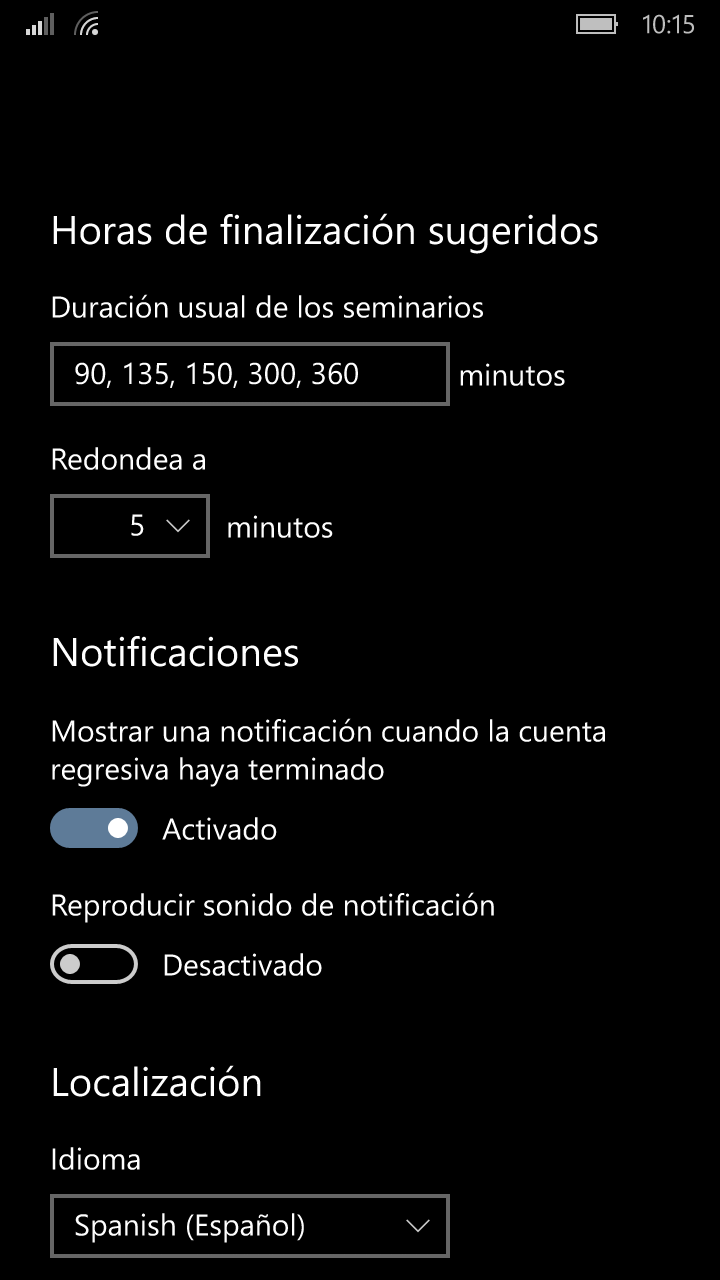 10:15
Horas de finalización sugeridos
Duración usual de los seminarios
90, 135, 150, 300, 360 minutos
Redondea a
5 minutos
Notificaciones
Mostrar una notificación cuando la cuenta
regresiva haya terminado
Activado
Reproducir sonido de notificación
Desactivado
Localización
Idioma
Spanish (Español)